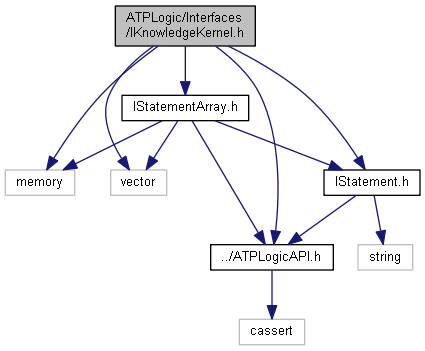 ATPLogic/Interfaces
/IKnowledgeKernel.h
IStatementArray.h
memory
vector
IStatement.h
../ATPLogicAPI.h
string
cassert